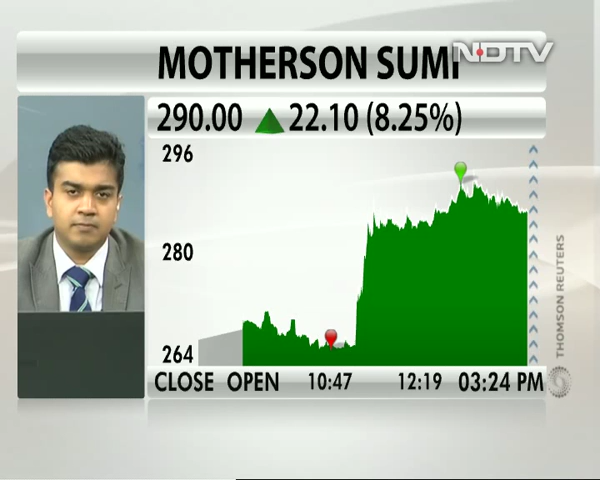 NDTV
MOTHERSON SUMI
290.00 ▲ 22.10 (8.25%)
296
280
264
CLOSE OPEN 10:47 12:19 03:24 PM
THOMSON REUTERS